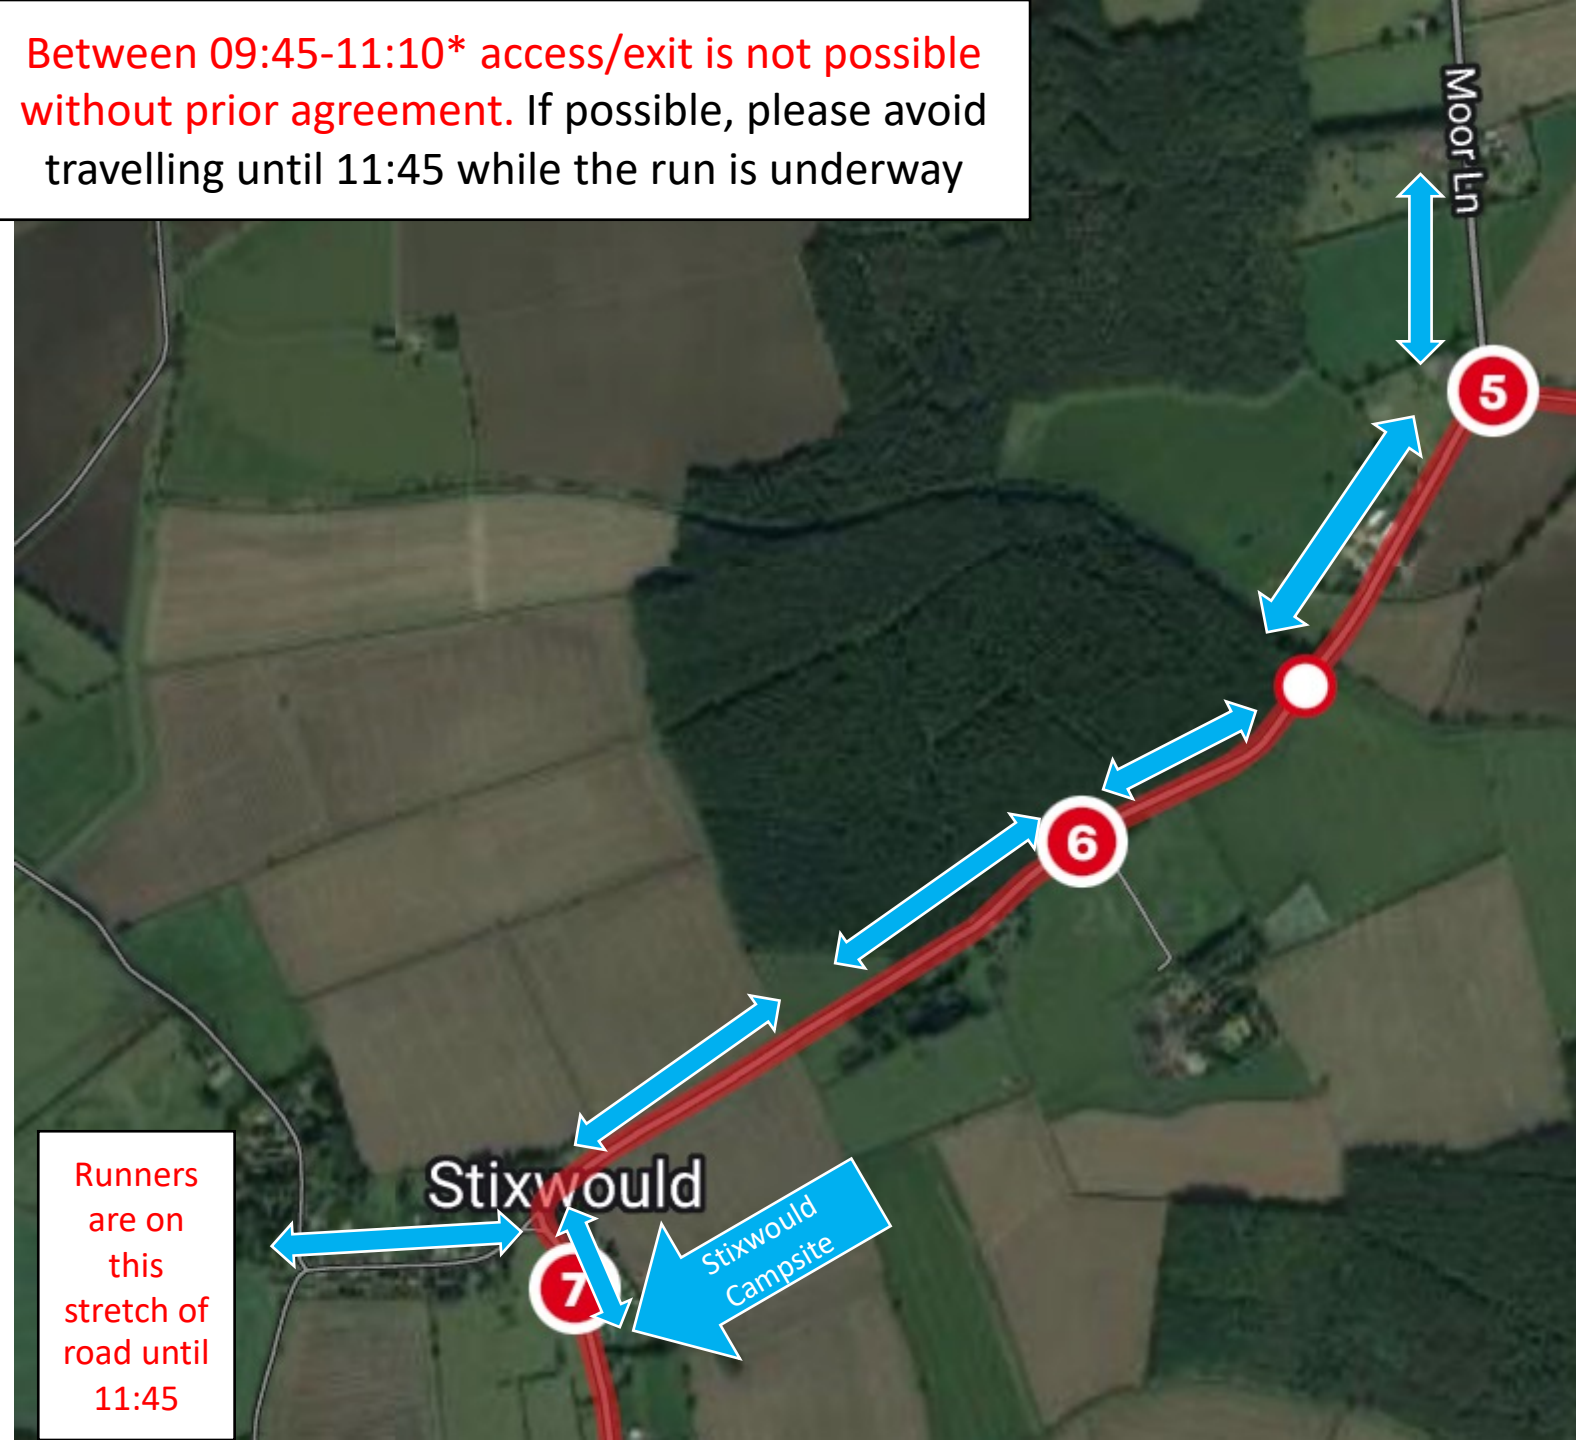 Between 09:45-11:10* access/exit is not possible
without prior agreement. If possible, please avoid
travelling until 11:45 while the run is underway
Moor Ln
5
6
Stixwould
Stixwould
Campsite
7
Runners
are on
this
stretch of
road until
11:45